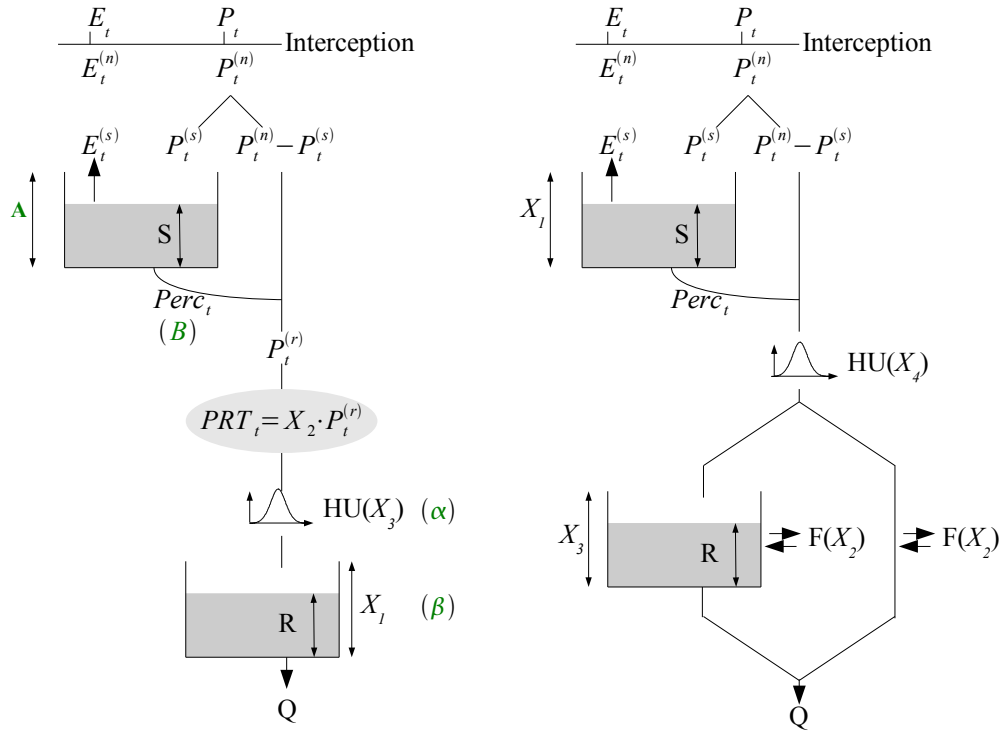 E_t P_t
Interception
E_t^(n) P_t^(n)
E_t^(s) P_t^(s) P_t^(n) − P_t^(s)
A
S
Perc_t
(B)
P_t^(r)
PRT_t = X_2 · P_t^(r)
HU(X_3) (α)
X_1 (β)
R
Q
E_t P_t
Interception
E_t^(n) P_t^(n)
E_t^(s) P_t^(s) P_t^(n) − P_t^(s)
X_1
S
Perc_t
HU(X_4)
X_3
R
F(X_2) F(X_2)
Q